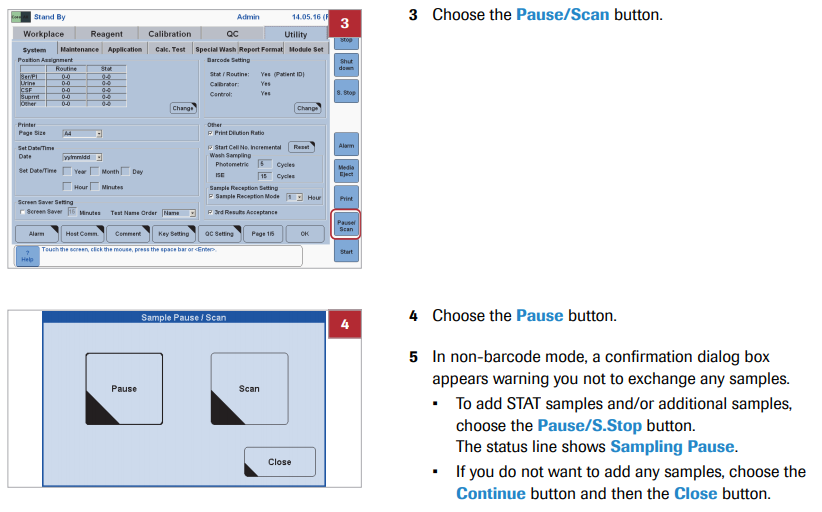 Stand By Admin 14.05.16 (F
3
Workplace Reagent Calibration QC Utility
System Maintenance Application Calc. Test Special Wash Report Format Module Set
Stop
Position Assignment
Routine Stat
Ser/Pl 0-0 0-0
Urine 0-0 0-0
CSF 0-0 0-0
Suprnt 0-0 0-0
Other 0-0 0-0
Change
Barcode Setting
Stat / Routine: Yes (Patient ID)
Calibrator: Yes
Control: Yes
Change
Shut
down
S. Stop
Printer
Page Size A4
Set Date/Time
Date yy/mm/dd
Set Date/Time Year Month Day
Hour Minutes
Screen Saver Setting
Screen Saver 15 Minutes Test Name Order Name
Other
Print Dilution Ratio
Start Cell No. Incremental Reset
Wash Sampling
Photometric 5 Cycles
ISE 15 Cycles
Sample Reception Setting
Sample Reception Mode 1 Hour
3rd Results Acceptance
Alarm
Media
Eject
Print
Pause/
Scan
Start
Alarm Host Comm. Comment Key Setting QC Setting Page 1/5 OK
?
Help
Touch the screen, click the mouse, press the space bar or <Enter>.
3 Choose the Pause/Scan button.
Sample Pause / Scan
4
Pause Scan
Close
4 Choose the Pause button.
5 In non-barcode mode, a confirmation dialog box
appears warning you not to exchange any samples.
▪ To add STAT samples and/or additional samples,
choose the Pause/S.Stop button.
The status line shows Sampling Pause.
▪ If you do not want to add any samples, choose the
Continue button and then the Close button.